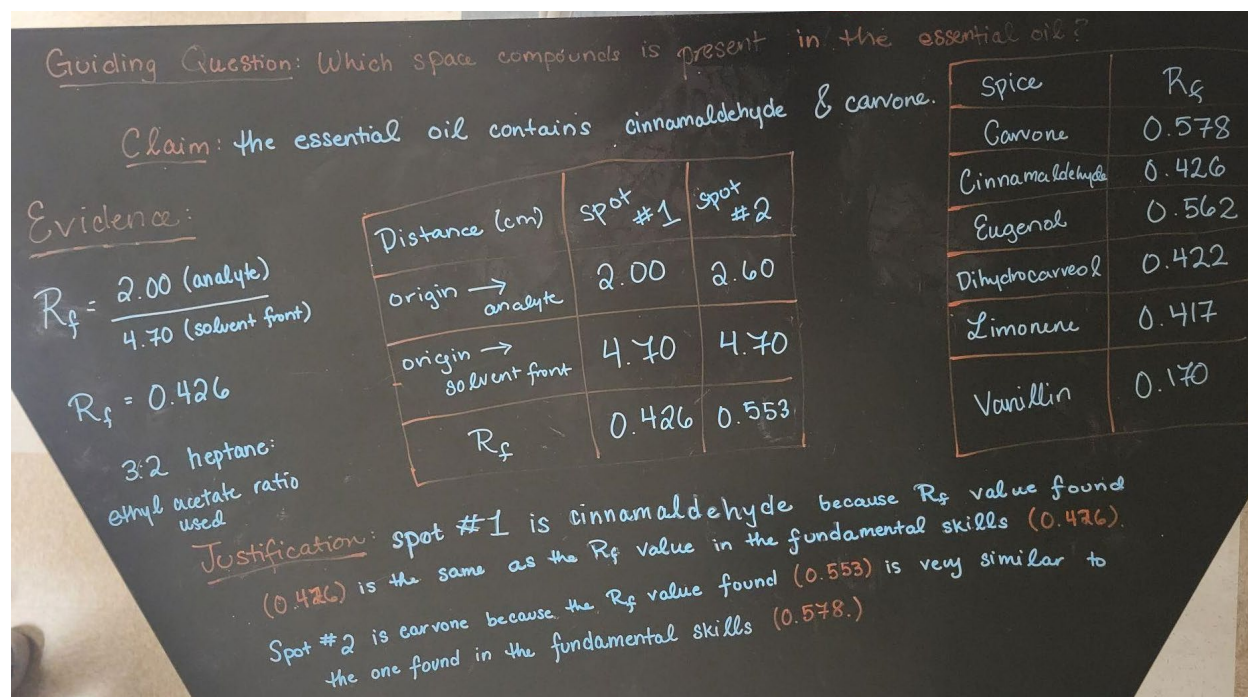 Guiding Question: Which space compounds is present in the essential oil?
Claim: the essential oil contains cinnamaldehyde & carvone.
Evidence:
Rf = 2.00 (analyte)
4.70 (solvent front)
Rf = 0.426
3:2 heptane:
ethyl acetate ratio
used
Distance (cm) spot #1 spot #2
origin → analyte 2.00 2.60
origin → solvent front 4.70 4.70
Rf 0.426 0.553
Spice Rf
Carvone 0.578
Cinnamaldehyde 0.426
Eugenol 0.562
Dihydrocarveol 0.422
Limonene 0.417
Vanillin 0.170
Justification: spot #1 is cinnamaldehyde because Rf value found
(0.426) is the same as the Rf value in the fundamental skills (0.426).
Spot #2 is carvone because the Rf value found (0.553) is very similar to
the one found in the fundamental skills (0.578.)